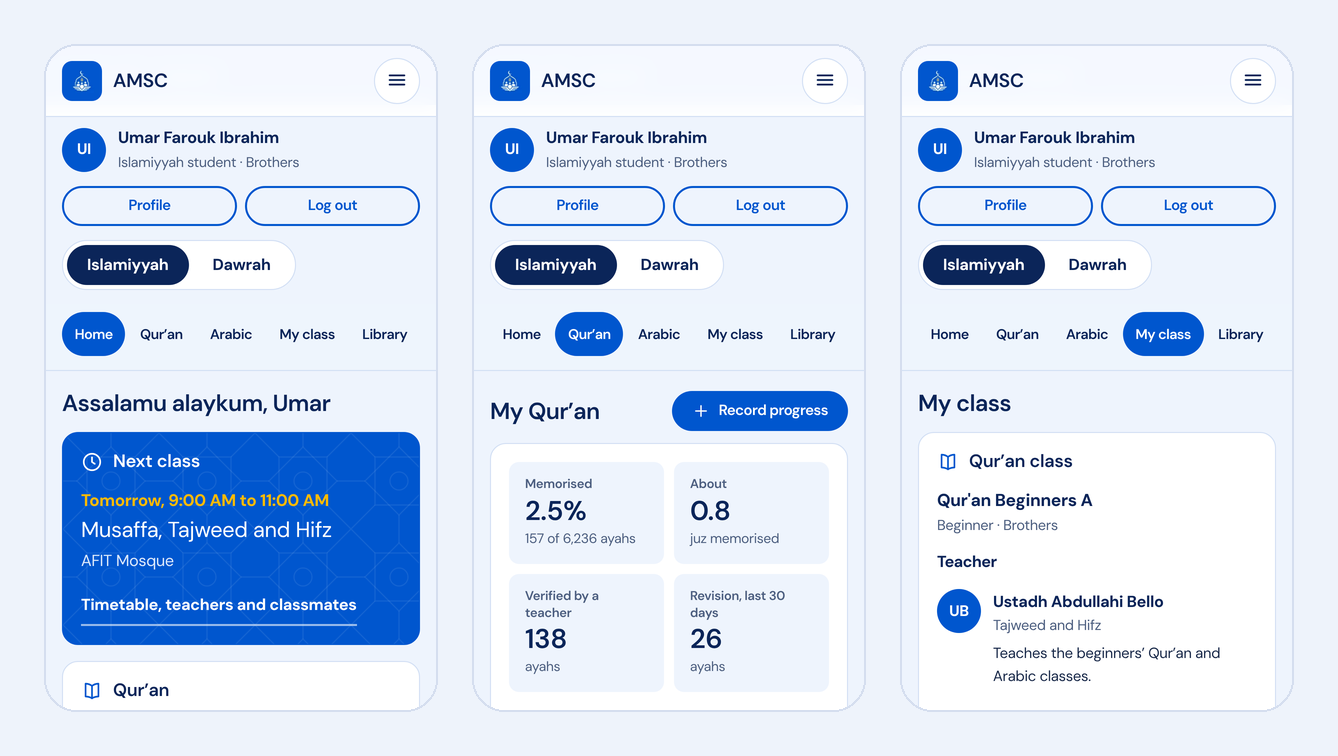 AMSC
UI
Umar Farouk Ibrahim
Islamiyyah student · Brothers
Profile
Log out
Islamiyyah
Dawrah
Home
Qur’an
Arabic
My class
Library
Assalamu alaykum, Umar
Next class
Tomorrow, 9:00 AM to 11:00 AM
Musaffa, Tajweed and Hifz
AFIT Mosque
Timetable, teachers and classmates
Qur’an
AMSC
UI
Umar Farouk Ibrahim
Islamiyyah student · Brothers
Profile
Log out
Islamiyyah
Dawrah
Home
Qur’an
Arabic
My class
Library
My Qur’an
Record progress
Memorised
2.5%
157 of 6,236 ayahs
About
0.8
juz memorised
Verified by a
teacher
138
ayahs
Revision, last 30
days
26
ayahs
AMSC
UI
Umar Farouk Ibrahim
Islamiyyah student · Brothers
Profile
Log out
Islamiyyah
Dawrah
Home
Qur’an
Arabic
My class
Library
My class
Qur’an class
Qur'an Beginners A
Beginner · Brothers
Teacher
UB
Ustadh Abdullahi Bello
Tajweed and Hifz
Teaches the beginners’ Qur’an and
Arabic classes.